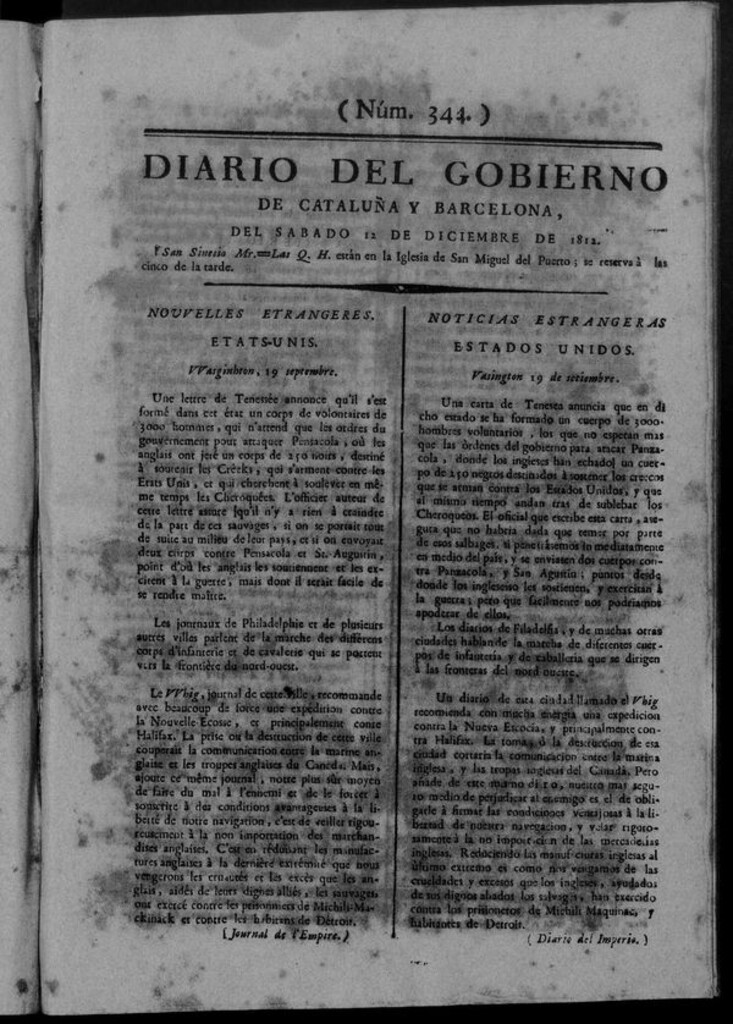 (Núm. 344.)
DIARIO DEL GOBIERNO
DE CATALUÑA Y BARCELONA,
DEL SABADO 12 DE DICIEMBRE DE 1812.
San Sinesio Mr.=Las Q. H. están en la Iglesia de San Miguel del Puerto; se reserva à las
cinco de la tarde.
NOUVELLES ETRANGERES.
ETATS-UNIS.
VVasginhton, 19 septembre.
Une lettre de Tenessée annonce qu'il s'est
formé dans cet état un corps de volontaires de
3000 hommes, qui n'attend que les ordres du
gouvernement pour attaquer Pensacola, où les
anglais ont jeté un corps de 250 noirs, destiné
à soutenir les Crééks, qui s'arment contre les
Etats Unis, et qui cherchent à soulever en mê-
me temps les Cheroquées. L'officier auteur de
cette lettre assure qu'il n'y a rien à craindre
de la part de ces sauvages, si on se portait tout
de suite au milieu de leur pays, et si on envoyait
deux corps contre Pensacola et St. Augustin,
point d'où les anglais les soutiennent et les ex-
citent à la guerre, mais dont il serait facile de
se rendre maître.
Les journaux de Philadelphie et de plusieurs
autres villes parlent de la marche des différens
corps d'infanterie et de cavalerie qui se portent
vers la frontière du nord-ouest.
Le VVhig, journal de cette ville, recommande
avec beaucoup de force une expédition contre
la Nouvelle-Ecosse, et principalement contre
Halifax. La prise ou la destruction de cette ville
couperait la communication entre la marine an-
glaise et les troupes anglaises du Canada. Mais,
ajoute ce même journal, notre plus sûr moyen
de faire du mal à l'ennemi et de le forcer à
souscrire à des conditions avantageuses à la li-
berté de notre navigation, c'est de veiller rigou-
reusement à la non importation des marchan-
dises anglaises. C'est en réduisant les manufac-
tures anglaises à la dernière extrémité que nous
vengerons les cruautés et les excès que les an-
glais, aidés de leurs dignes alliés, les sauvages,
ont exercé contre les prisonniers de Michili-Ma-
ckinack et contre les habitans de Détroit.
(Journal de l'Empire.)
NOTICIAS ESTRANGERAS
ESTADOS UNIDOS.
Vasington 19 de setiembre.
Una carta de Tenesea anuncia que en di
cho estado se ha formado un cuerpo de 3000
hombres voluntarios, los que no esperan mas
que las órdenes del gobierno para atacar Panza-
cola, donde los ingleses han echado un cuer-
po de 250 negros destinados à sostener los creecos
que se arman contra los Estados Unidos, y que
al mismo tiempo andan tras de sublebar los
Cheroqueos. El oficial que escribe esta carta, ase-
gura que no habria dada que temer por parte
de esos salbages, si penetrasemos inmediatamente
en medio del pais, y se enviasen dos cuerpos con-
tra Panzacola, y San Agustin; puntos desde
donde los inglesesno les sostienen, y exercitan à
la guerra; pero que facilmente nos podriamos
apoderar de ellos.
Los diarios de Filadelfia, y de muchas otras
ciudades hablan de la marcha de diferentes cuer-
pos de infanteria y de caballeria que se dirigen
à las fronteras del nord oueste.
Un diario de esta ciudad llamado el Vhig
recomienda con mucha energia una expedicion
contra la Nueva Escocia, y principalmente con-
tra Halifax. La toma, ó la destruccion de esa
ciudad cortaria la comunicacion entre la marina
inglesa, y las tropas inglesas del Canadá. Pero
añade de este mismo diario, nuestro mas segu-
ro medio de perjudicar al enemigo es el de obli-
garle à firmar las condiciones ventajosas à la li-
bertad de nuestra navegacion, y velar riguro-
samente à la no importacion de las mercaderias
inglesas. Reduciendo las manufacturas inglesas al
último extremo es como nos vengamos de las
crueldades y excesos que los ingleses, ayudados
de sus dignos aliados los salvages, han exercido
contra los prisioneros de Michili Maquinac, y
habitantes de Detroit.
(Diario del Imperio.)